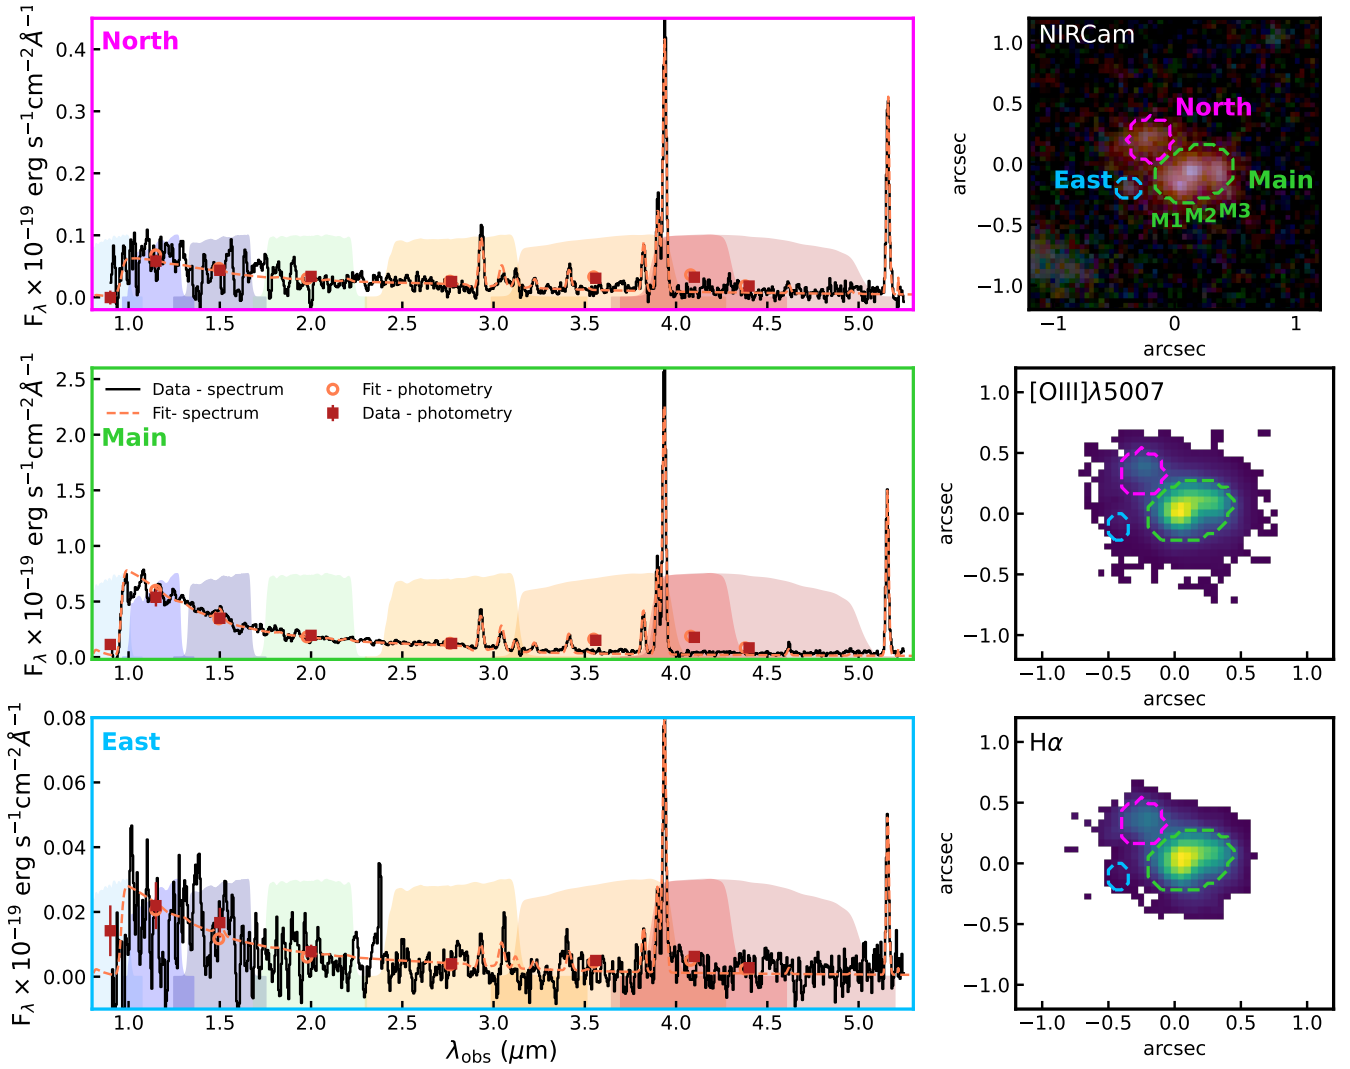 North
F_λ × 10⁻¹⁹ erg s⁻¹cm⁻²Å⁻¹
0.4
0.3
0.2
0.1
0.0
1.0 1.5 2.0 2.5 3.0 3.5 4.0 4.5 5.0
NIRCam
North
East
Main
M1 M2 M3
arcsec
1.0
0.5
0.0
−0.5
−1.0
−1 0 1
arcsec
Data - spectrum
Fit- spectrum
Fit - photometry
Data - photometry
Main
F_λ × 10⁻¹⁹ erg s⁻¹cm⁻²Å⁻¹
2.5
2.0
1.5
1.0
0.5
0.0
1.0 1.5 2.0 2.5 3.0 3.5 4.0 4.5 5.0
[OIII]λ5007
arcsec
1.0
0.5
0.0
−0.5
−1.0
−1.0 −0.5 0.0 0.5 1.0
arcsec
East
F_λ × 10⁻¹⁹ erg s⁻¹cm⁻²Å⁻¹
0.08
0.06
0.04
0.02
0.00
1.0 1.5 2.0 2.5 3.0 3.5 4.0 4.5 5.0
λ_obs (μm)
Hα
arcsec
1.0
0.5
0.0
−0.5
−1.0
−1.0 −0.5 0.0 0.5 1.0
arcsec